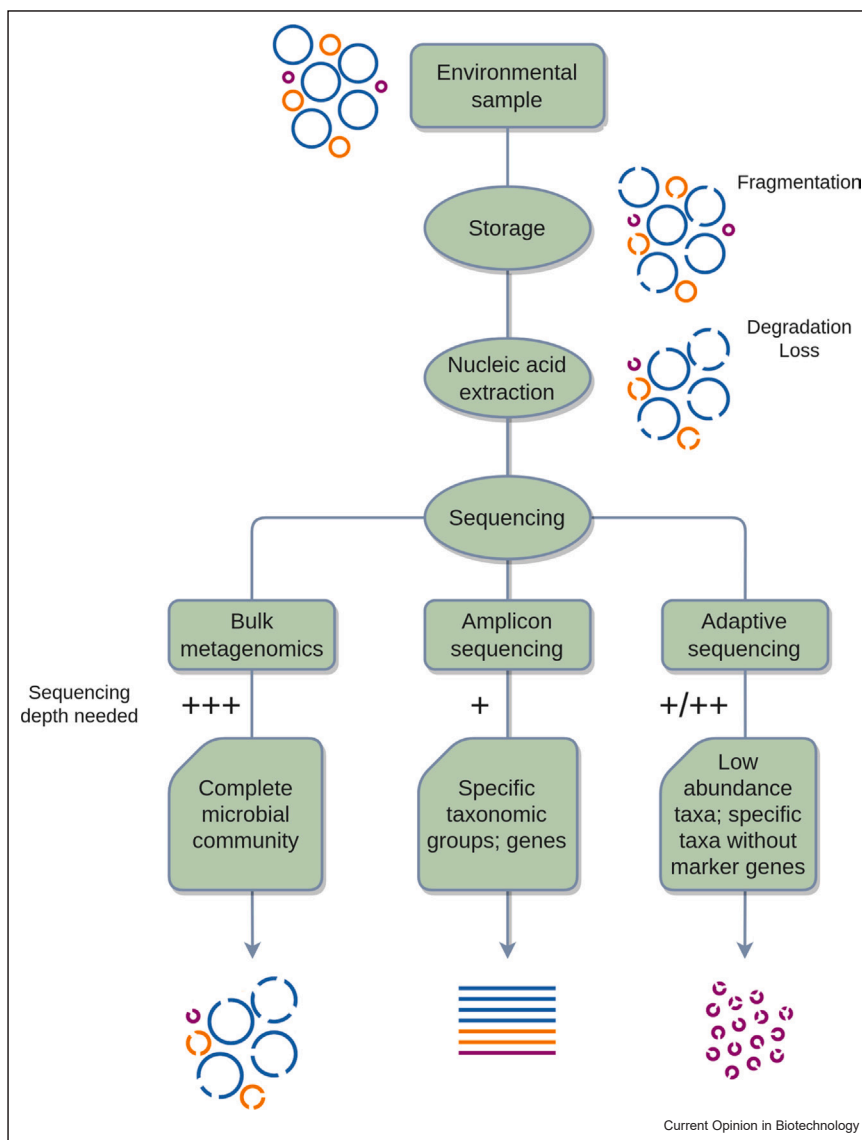 Environmental
sample
Fragmentation
Storage
Degradation
Loss
Nucleic acid
extraction
Sequencing
Bulk
metagenomics
Amplicon
sequencing
Adaptive
sequencing
Sequencing
depth needed
+++
+
+/++
Complete
microbial
community
Specific
taxonomic
groups; genes
Low
abundance
taxa; specific
taxa without
marker genes
Current Opinion in Biotechnology